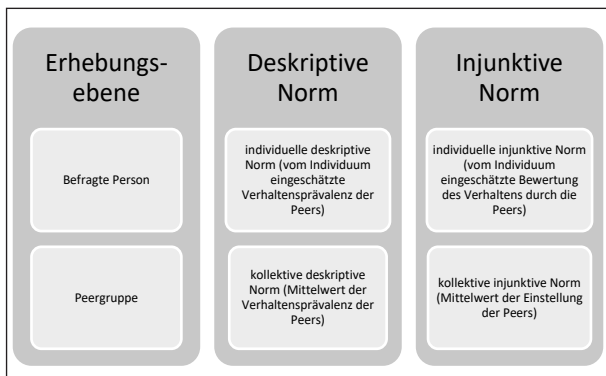 Erhebungs-
ebene
Befragte Person
Peergruppe
Deskriptive
Norm
individuelle deskriptive
Norm (vom Individuum
eingeschätzte
Verhaltensprävalenz der
Peers)
kollektive deskriptive
Norm (Mittelwert der
Verhaltensprävalenz der
Peers)
Injunktive
Norm
individuelle injunktive Norm
(vom Individuum
eingeschätzte Bewertung
des Verhaltens durch die
Peers)
kollektive injunktive Norm
(Mittelwert der Einstellung
der Peers)